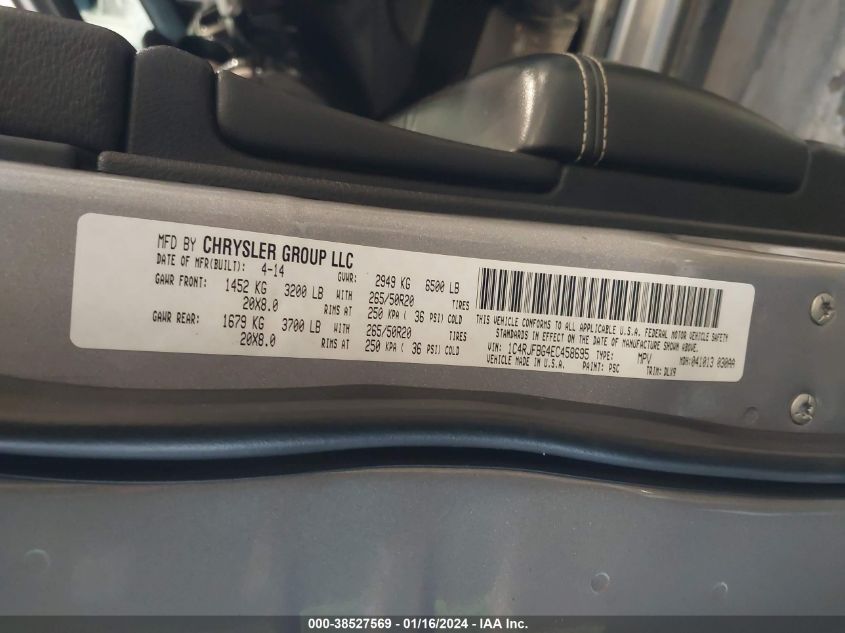 MFD BY CHRYSLER GROUP LLC
DATE OF MFR(BUILT): 4-14 GVWR: 2949 KG 6500 LB
GAWR FRONT: 1452 KG 3200 LB WITH 265/50R20 TIRES
20X8.0 RIMS AT 250 KPA ( 36 PSI) COLD
GAWR REAR: 1679 KG 3700 LB WITH 265/50R20 TIRES
20X8.0 RIMS AT 250 KPA ( 36 PSI) COLD
THIS VEHICLE CONFORMS TO ALL APPLICABLE U.S.A. FEDERAL MOTOR VEHICLE SAFETY
STANDARDS IN EFFECT ON THE DATE OF MANUFACTURE SHOWN ABOVE
VIN: 1C4RJFBG4EC458695 TYPE: MPV MDH:041013 030AA
VEHICLE MADE IN U.S.A. PAINT: PSC TRIM: DLX9
000-38527569 - 01/16/2024 - IAA Inc.